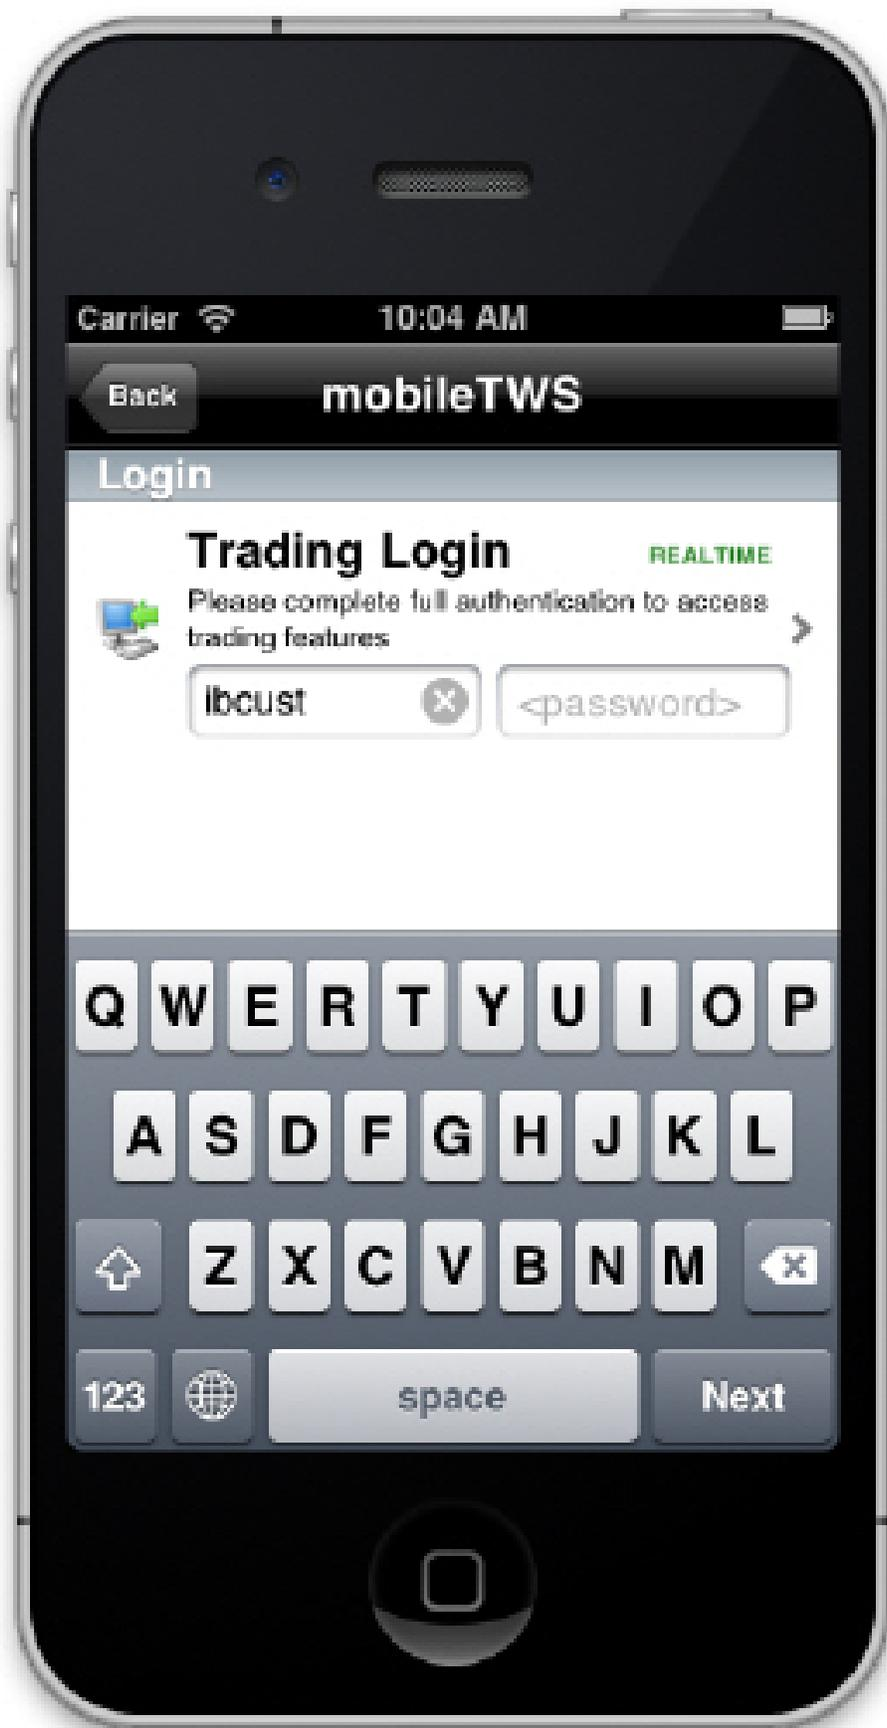 Carrier 10:04 AM
Back mobileTWS
Login
Trading Login REALTIME
Please complete full authentication to access
trading features
ibcust <password>
Q W E R T Y U I O P
A S D F G H J K L
Z X C V B N M
123 space Next